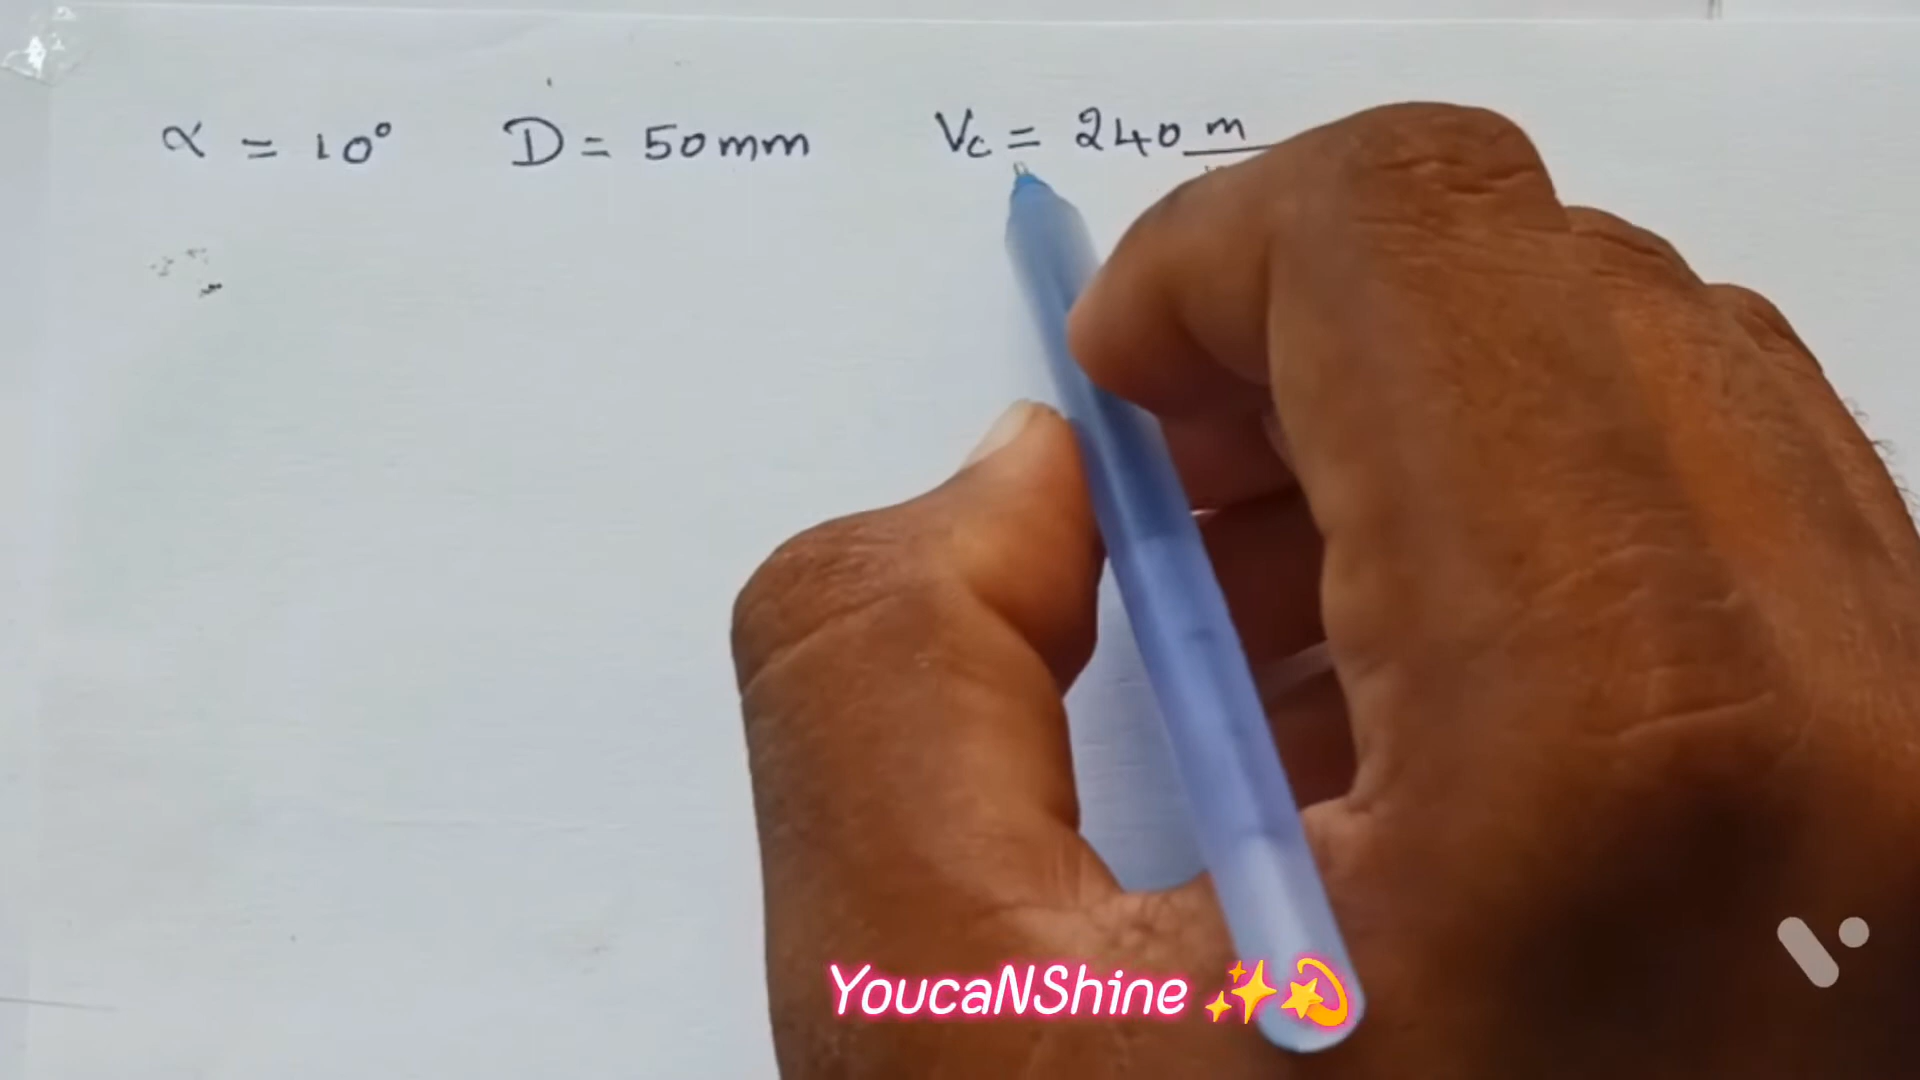 α = 10° D = 50mm Vc = 240 m
YoucaNShine ✨💫